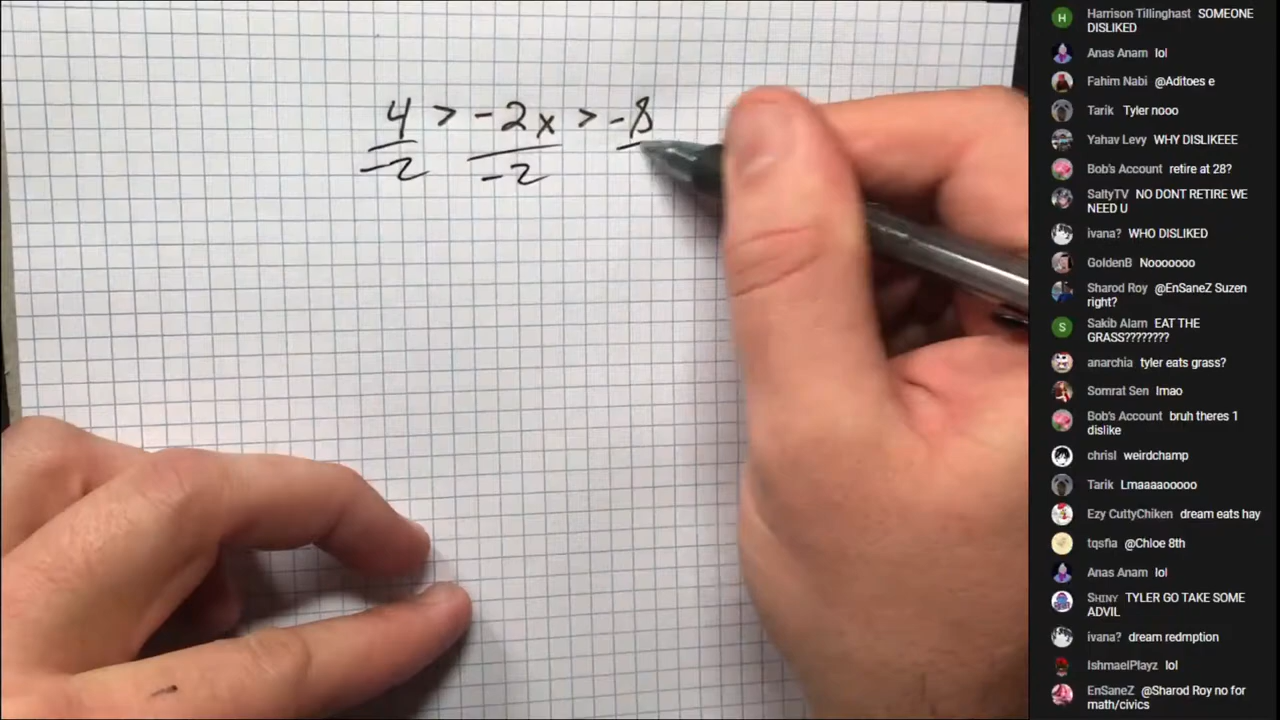 4 > -2x > -8
-2 -2
H Harrison Tillinghast SOMEONE
DISLIKED
Anas Anam lol
Fahim Nabi @Aditoes e
Tarik Tyler nooo
Yahav Levy WHY DISLIKEEE
Bob's Account retire at 28?
SaltyTV NO DONT RETIRE WE
NEED U
ivana? WHO DISLIKED
GoldenB Nooooooo
Sharod Roy @EnSaneZ Suzen
right?
S Sakib Alam EAT THE
GRASS????????
anarchia tyler eats grass?
Somrat Sen lmao
Bob's Account bruh theres 1
dislike
chrisl weirdchamp
Tarik Lmaaaaooooo
Ezy CuttyChiken dream eats hay
tqsfia @Chloe 8th
Anas Anam lol
SHINY TYLER GO TAKE SOME
ADVIL
ivana? dream redmption
IshmaelPlayz lol
EnSaneZ @Sharod Roy no for
math/civics